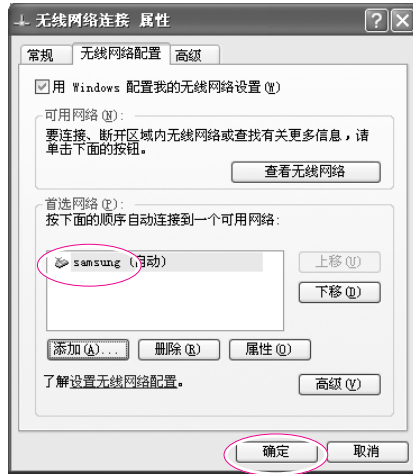 无线网络连接 属性
常规 无线网络配置 高级
用 Windows 配置我的无线网络设置(W)
可用网络(N):
要连接、断开区域内无线网络或查找有关更多信息，请
单击下面的按钮。
查看无线网络
首选网络(P):
按下面的顺序自动连接到一个可用网络:
samsung (自动)
上移(U)
下移(D)
添加(A)... 删除(R) 属性(O)
了解设置无线网络配置。
高级(V)
确定 取消